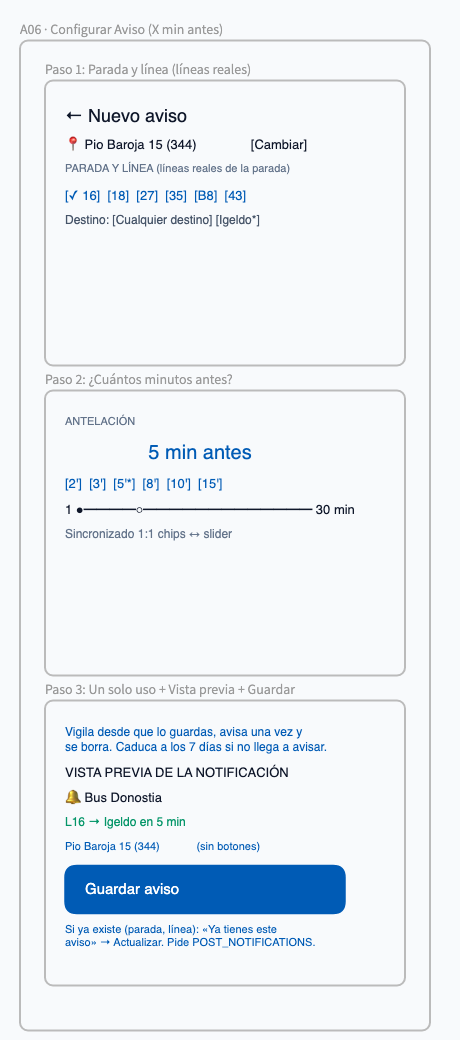 A06 · Configurar Aviso (X min antes)
Paso 1: Parada y línea (líneas reales)
← Nuevo aviso
📍 Pio Baroja 15 (344) [Cambiar]
PARADA Y LÍNEA (líneas reales de la parada)
[✓ 16] [18] [27] [35] [B8] [43]
Destino: [Cualquier destino] [Igeldo*]
Paso 2: ¿Cuántos minutos antes?
ANTELACIÓN
5 min antes
[2'] [3'] [5'*] [8'] [10'] [15']
1 ●──────○────────────────── 30 min
Sincronizado 1:1 chips ↔ slider
Paso 3: Un solo uso + Vista previa + Guardar
Vigila desde que lo guardas, avisa una vez y
se borra. Caduca a los 7 días si no llega a avisar.
VISTA PREVIA DE LA NOTIFICACIÓN
🔔 Bus Donostia
L16 → Igeldo en 5 min
Pio Baroja 15 (344) (sin botones)
Guardar aviso
Si ya existe (parada, línea): «Ya tienes este
aviso» → Actualizar. Pide POST_NOTIFICATIONS.